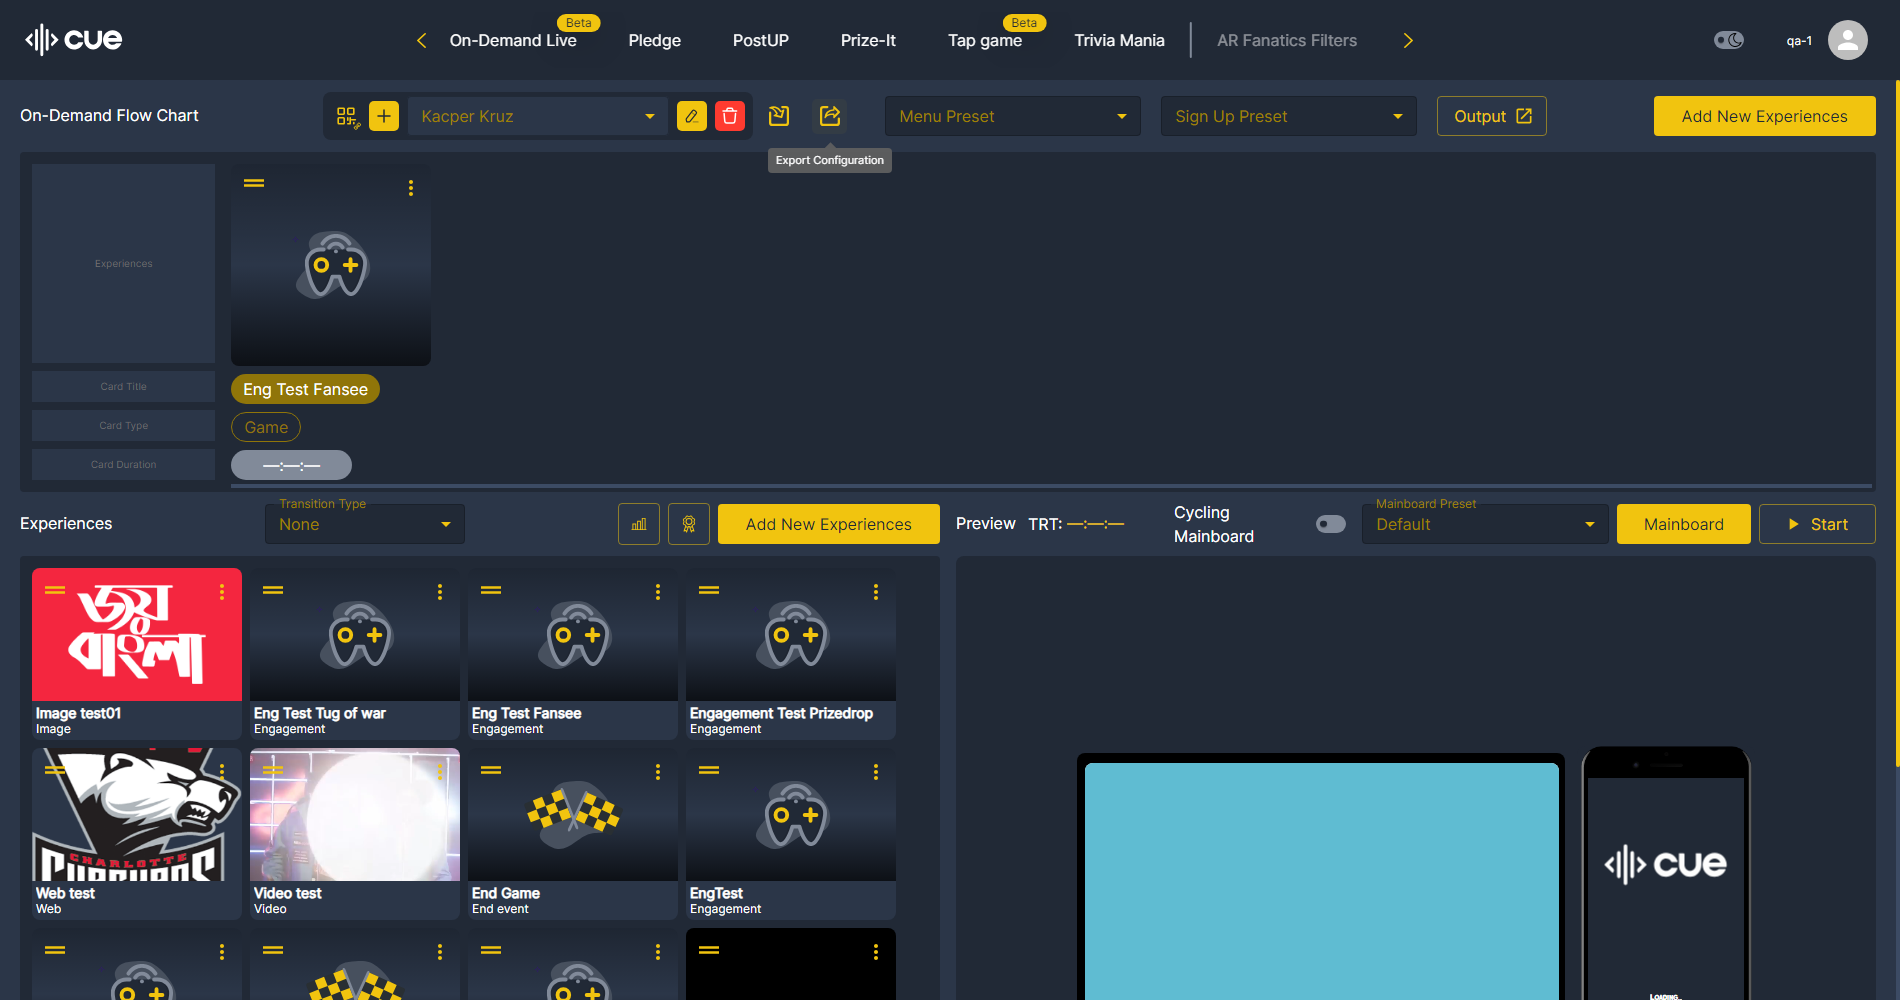 cue
On-Demand Live
Beta
Pledge
PostUP
Prize-It
Tap game
Beta
Trivia Mania
AR Fanatics Filters
qa-1
On-Demand Flow Chart
Kacper Kruz
Menu Preset
Sign Up Preset
Output
Add New Experiences
Export Configuration
Experiences
Card Title
Eng Test Fansee
Card Type
Game
Card Duration
—:—:—
Experiences
Transition Type
None
Add New Experiences
Preview
TRT: —:—:—
Cycling
Mainboard
Mainboard Preset
Default
Mainboard
Start
জয়
বাংলা
Image test01
Image
Eng Test Tug of war
Engagement
Eng Test Fansee
Engagement
Engagement Test Prizedrop
Engagement
CHARLOTTE
Web test
Web
Video test
Video
End Game
End event
EngTest
Engagement
cue
LOADING